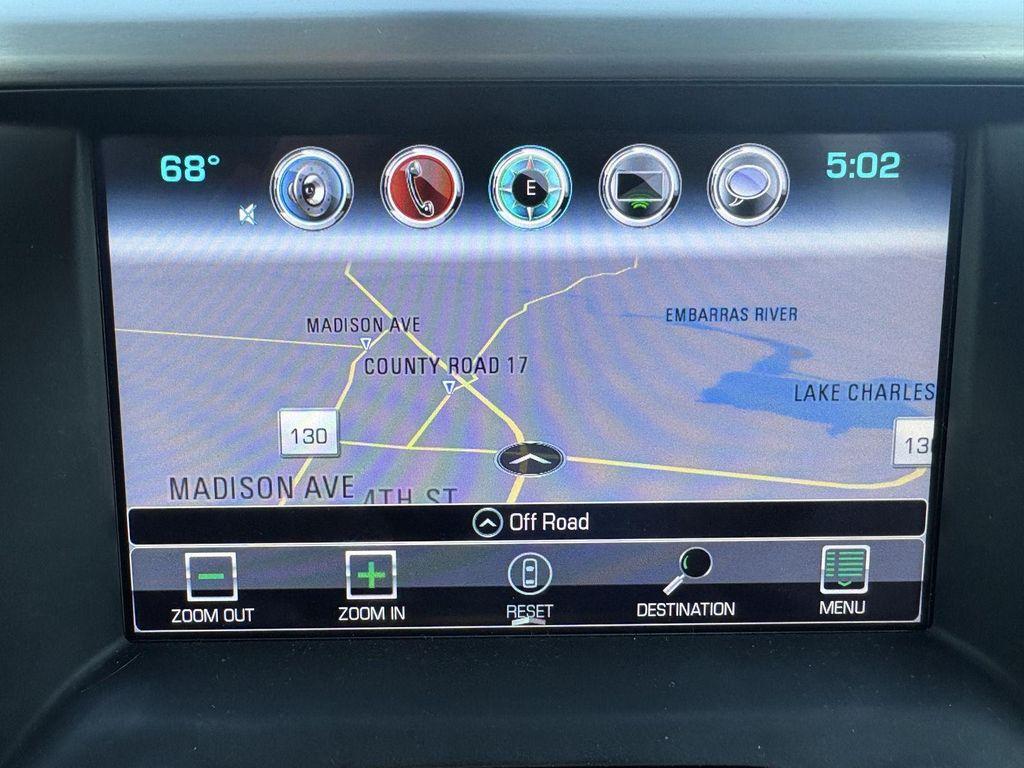 68°
E
5:02
EMBARRAS RIVER
MADISON AVE
COUNTY ROAD 17
LAKE CHARLES
130
13
MADISON AVE
4TH ST
Off Road
ZOOM OUT
ZOOM IN
RESET
DESTINATION
MENU